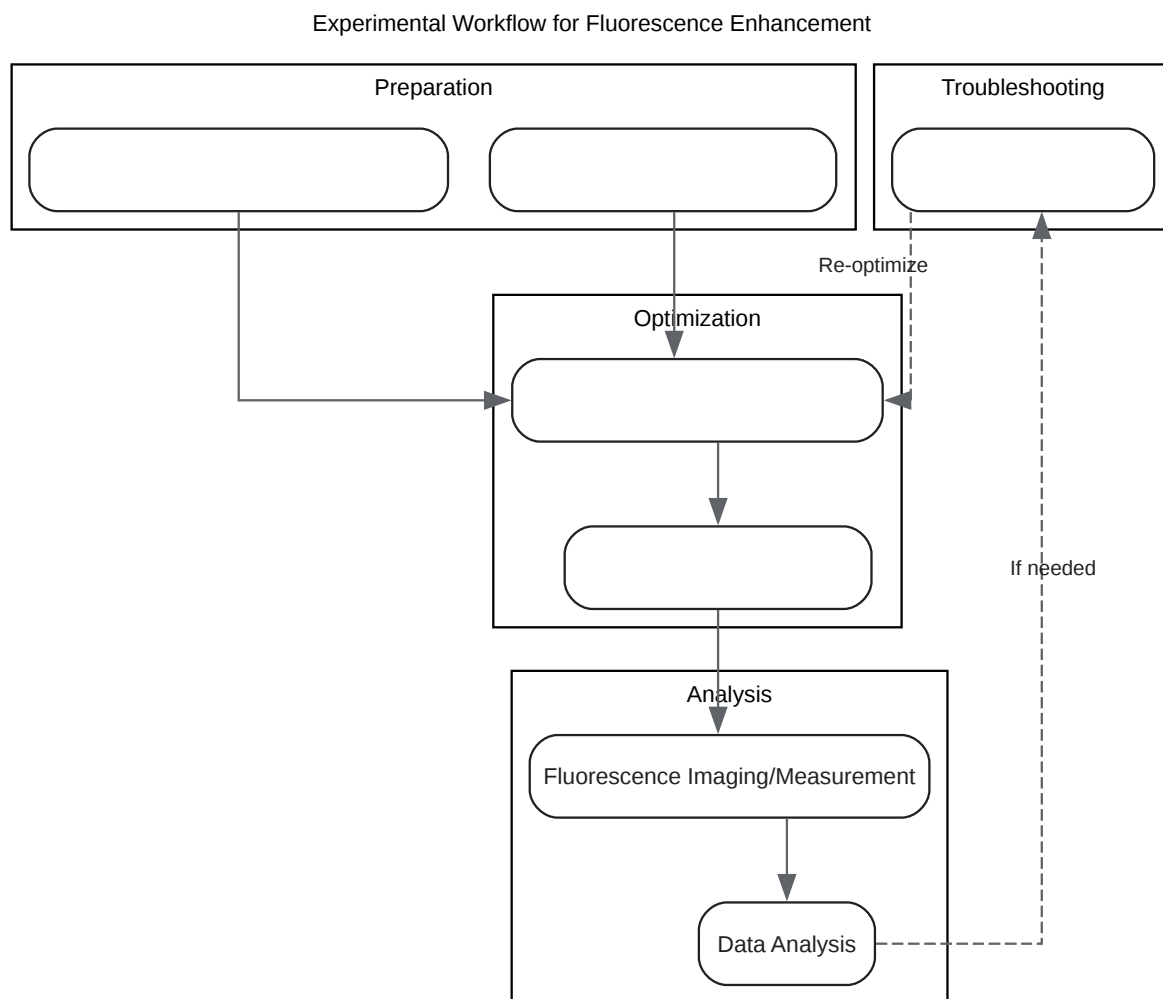 Experimental Workflow for Fluorescence Enhancement
Preparation
Troubleshooting
Re-optimize
Optimization
If needed
Analysis
Fluorescence Imaging/Measurement
Data Analysis